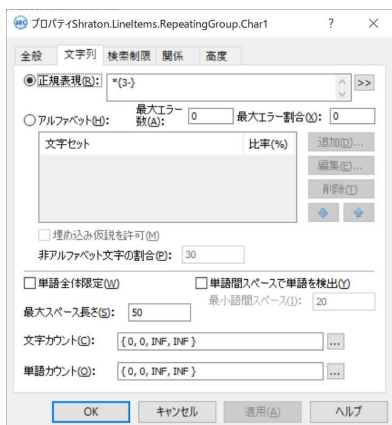 プロパティShraton.LineItems.RepeatingGroup.Char1
全般 文字列 検索制限 関係 高度
正規表現(R): *{3-} >>
アルファベット(H): 最大エラー数(A): 0 最大エラー割合(X): 0
文字セット 比率(%)
追加(D)...
編集(E)...
削除(T)
埋め込み仮説を許可(M)
非アルファベット文字の割合(P): 30
単語全体限定(W) 単語間スペースで単語を検出(Y)
最小語間スペース(I): 20
最大スペース長さ(S): 50
文字カウント(C): { 0, 0, INF, INF } ...
単語カウント(O): { 0, 0, INF, INF } ...
OK キャンセル 適用(A) ヘルプ